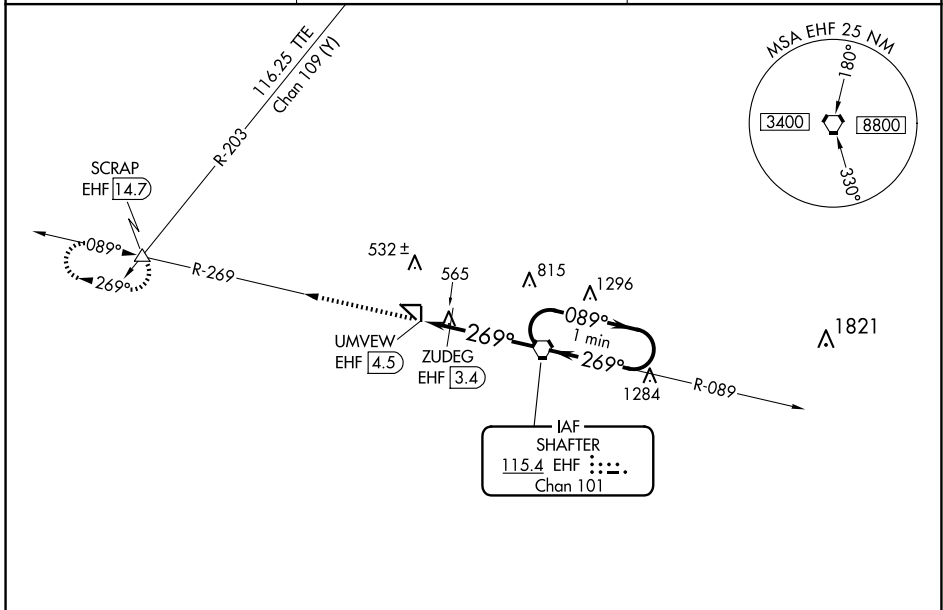 116.25 TTE
Chan 109 (Y)
R-203
MSA EHF 25 NM
180°
3400
8800
330°
SCRAP
EHF 14.7
089°
269°
R-269
532 ±
565
815
1296
1821
UMVEW
EHF 4.5
ZUDEG
EHF 3.4
269°
089°
1 min
269°
1284
R-089
IAF
SHAFTER
115.4 EHF
Chan 101